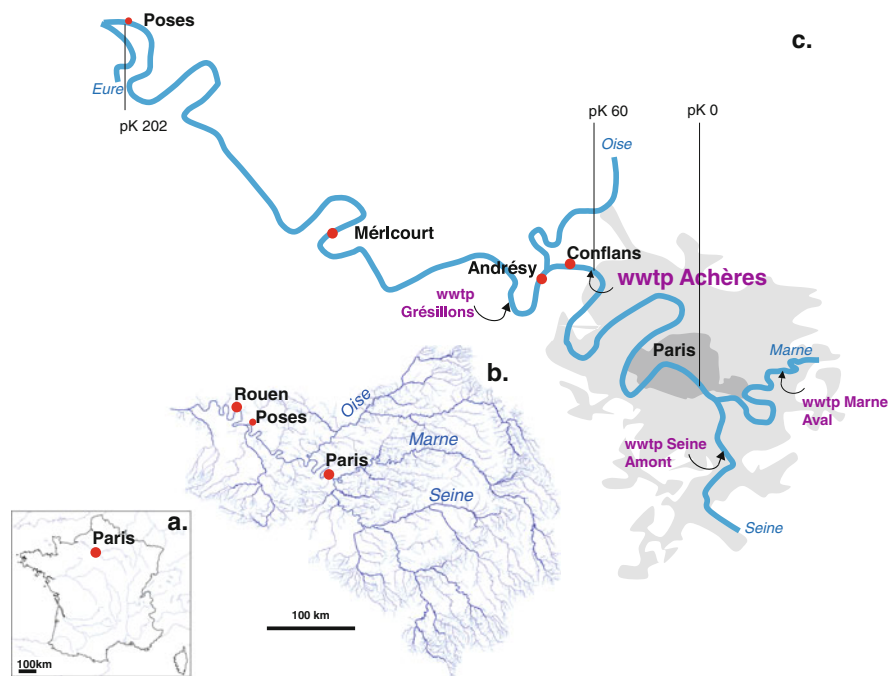 c.
Poses
Eure
pK 202
pK 60
pK 0
Oise
Mérlcourt
Conflans
Andrésy
wwtp Achères
wwtp
Grésillons
Paris
Marne
wwtp Marne
Aval
wwtp Seine
Amont
Seine
b.
Rouen
Poses
Oise
Marne
Paris
Seine
100 km
a.
Paris
100km